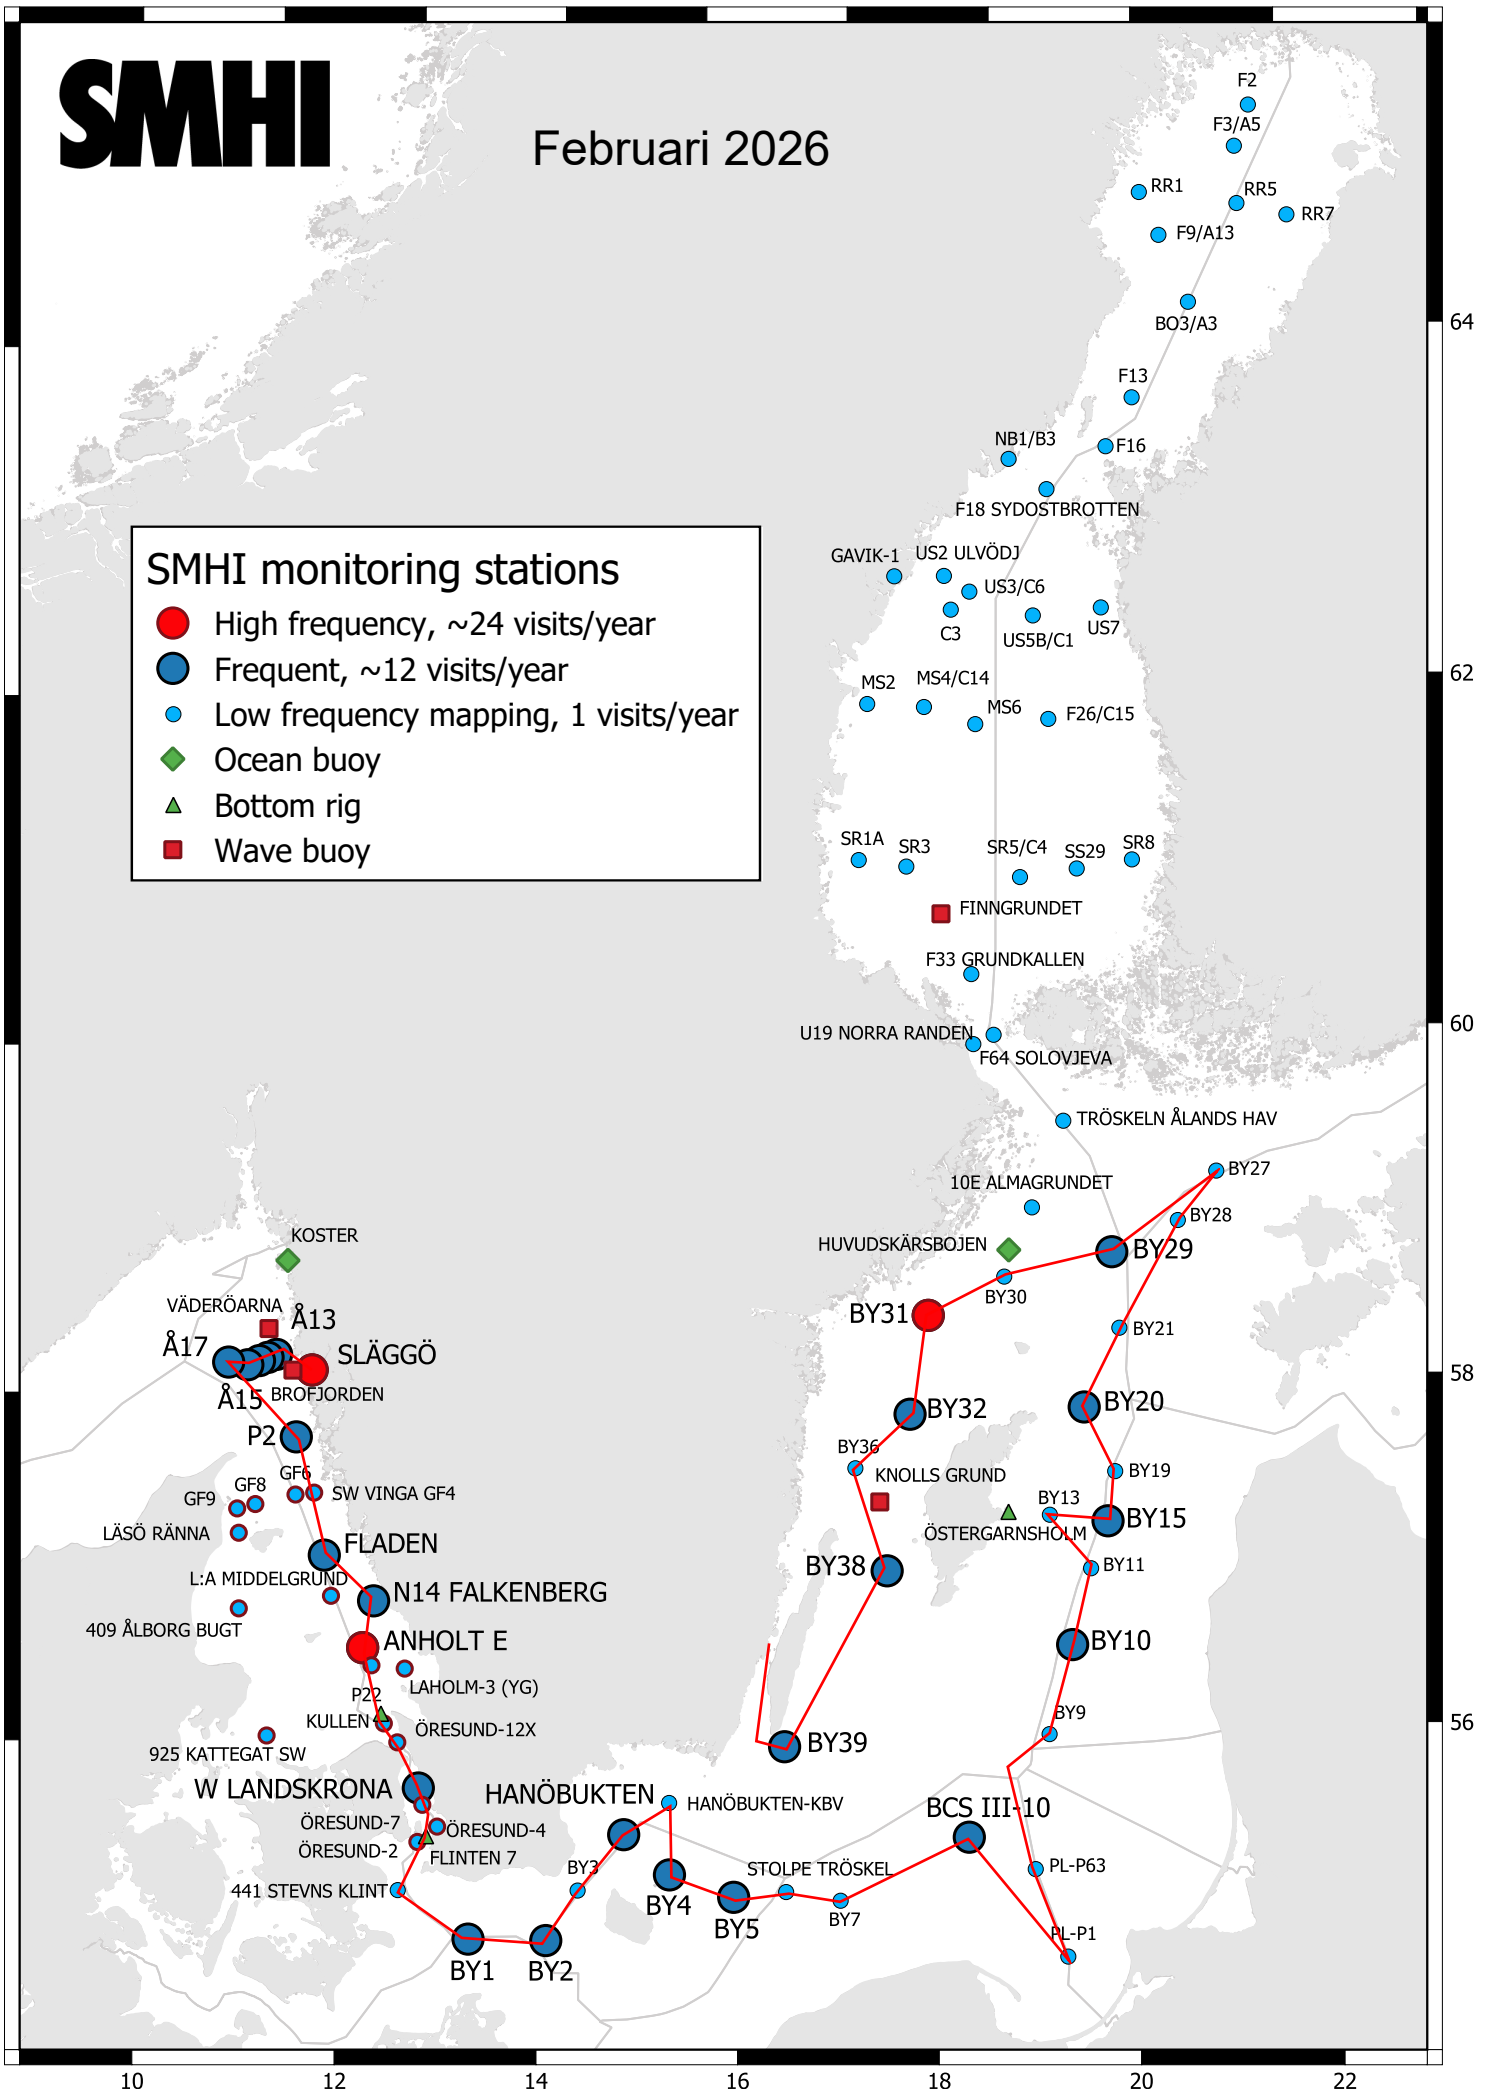 SMHI
Februari 2026
F2
F3/A5
RR1
RR5
RR7
F9/A13
BO3/A3
64
F13
NB1/B3
F16
F18 SYDOSTBROTTEN
SMHI monitoring stations
High frequency, ~24 visits/year
Frequent, ~12 visits/year
Low frequency mapping, 1 visits/year
Ocean buoy
Bottom rig
Wave buoy
GAVIK-1
US2 ULVÖDJ
US3/C6
C3
US5B/C1
US7
62
MS2
MS4/C14
MS6
F26/C15
SR1A
SR3
SR5/C4
SS29
SR8
FINNGRUNDET
F33 GRUNDKALLEN
60
U19 NORRA RANDEN
F64 SOLOVJEVA
TRÖSKELN ÅLANDS HAV
BY27
10E ALMAGRUNDET
BY28
HUVUDSKÄRSBOJEN
BY29
BY30
BY31
BY21
KOSTER
VÄDERÖARNA
Å13
Å17
SLÄGGÖ
58
Å15
BROFJORDEN
P2
BY32
BY20
BY36
KNOLLS GRUND
BY19
GF6
GF8
GF9
SW VINGA GF4
BY13
BY15
LÄSÖ RÄNNA
ÖSTERGARNSHOLM
FLADEN
BY38
BY11
L:A MIDDELGRUND
N14 FALKENBERG
409 ÅLBORG BUGT
ANHOLT E
BY10
LAHOLM-3 (YG)
P22
KULLEN
ÖRESUND-12X
BY9
56
925 KATTEGAT SW
BY39
W LANDSKRONA
HANÖBUKTEN
HANÖBUKTEN-KBV
BCS III-10
ÖRESUND-7
ÖRESUND-4
ÖRESUND-2
FLINTEN 7
BY3
STOLPE TRÖSKEL
PL-P63
441 STEVNS KLINT
BY4
BY5
BY7
PL-P1
BY1
BY2
10
12
14
16
18
20
22